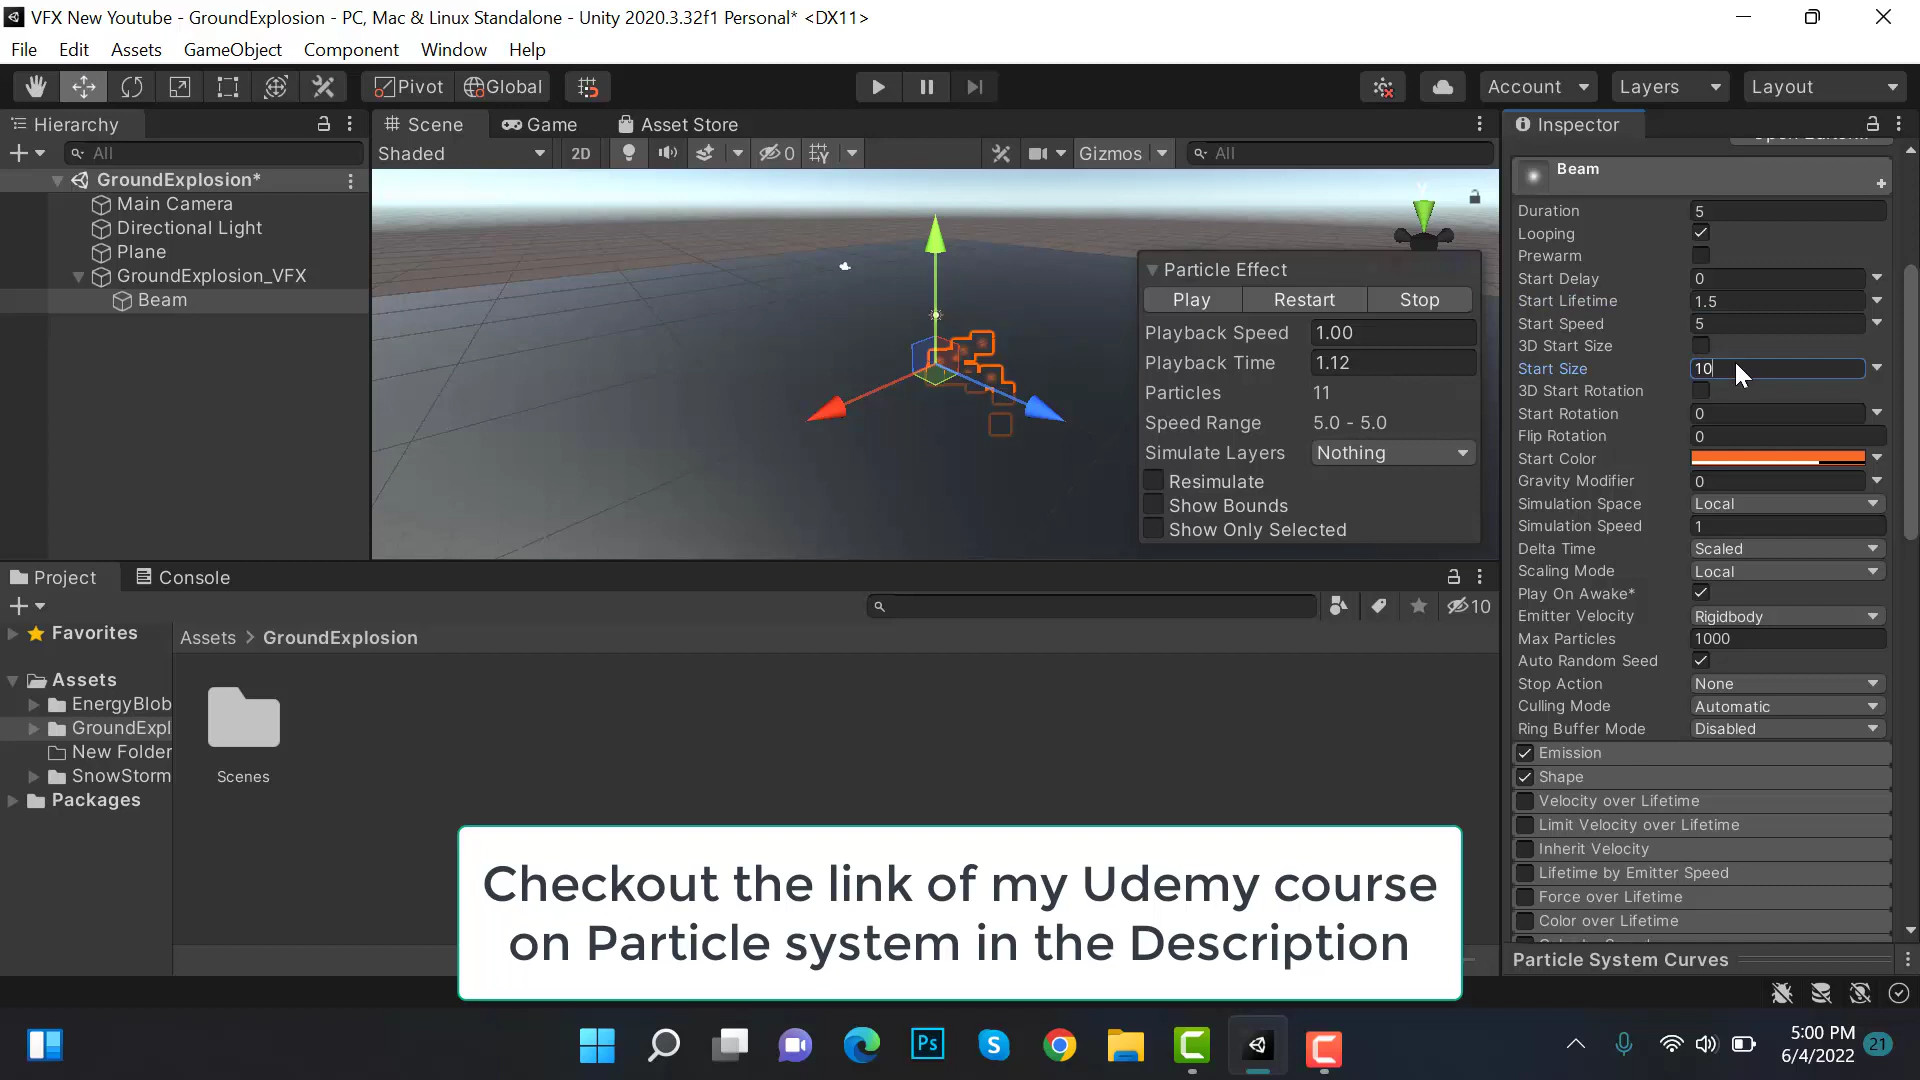 VFX New Youtube - GroundExplosion - PC, Mac & Linux Standalone - Unity 2020.3.32f1 Personal* <DX11>
File Edit Assets GameObject Component Window Help
Pivot Global Account Layers Layout
Hierarchy
All
GroundExplosion*
Main Camera
Directional Light
Plane
GroundExplosion_VFX
Beam
Scene Game Asset Store
Shaded 2D 0 Gizmos All
Particle Effect
Play Restart Stop
Playback Speed 1.00
Playback Time 1.12
Particles 11
Speed Range 5.0 - 5.0
Simulate Layers Nothing
Resimulate
Show Bounds
Show Only Selected
Inspector
Beam
Duration 5
Looping
Prewarm
Start Delay 0
Start Lifetime 1.5
Start Speed 5
3D Start Size
Start Size 10
3D Start Rotation
Start Rotation 0
Flip Rotation 0
Start Color
Gravity Modifier 0
Simulation Space Local
Simulation Speed 1
Delta Time Scaled
Scaling Mode Local
Play On Awake*
Emitter Velocity Rigidbody
Max Particles 1000
Auto Random Seed
Stop Action None
Culling Mode Automatic
Ring Buffer Mode Disabled
Emission
Shape
Velocity over Lifetime
Limit Velocity over Lifetime
Inherit Velocity
Lifetime by Emitter Speed
Force over Lifetime
Color over Lifetime
Particle System Curves
Project Console
10
Favorites
Assets
EnergyBlob
GroundExpl
New Folder
SnowStorm
Packages
Assets > GroundExplosion
Scenes
Checkout the link of my Udemy course
on Particle system in the Description
Ps
5:00 PM
6/4/2022
21